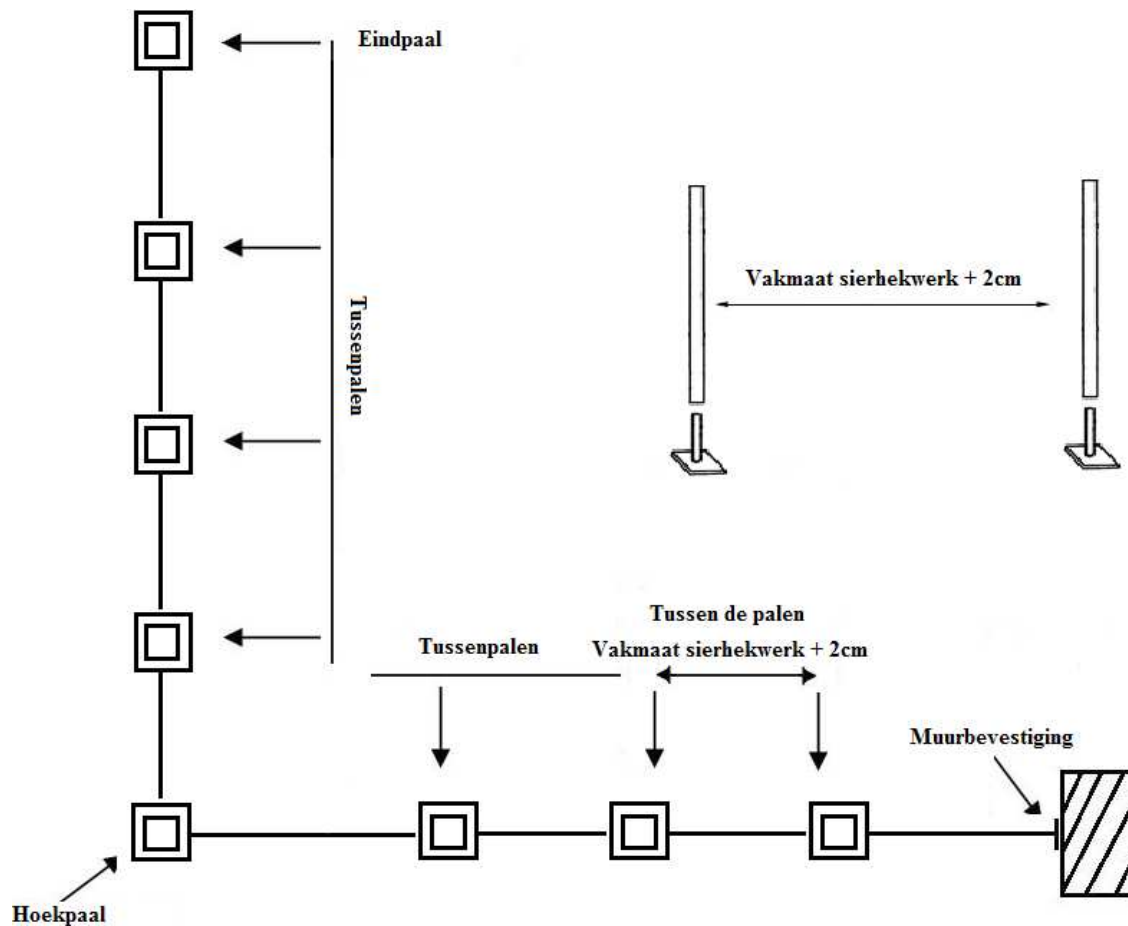 Eindpaal
Vakmaat sierhekwerk + 2cm
Tussenpalen
Tussen de palen
Tussenpalen
Vakmaat sierhekwerk + 2cm
Muurbevestiging
Hoekpaal